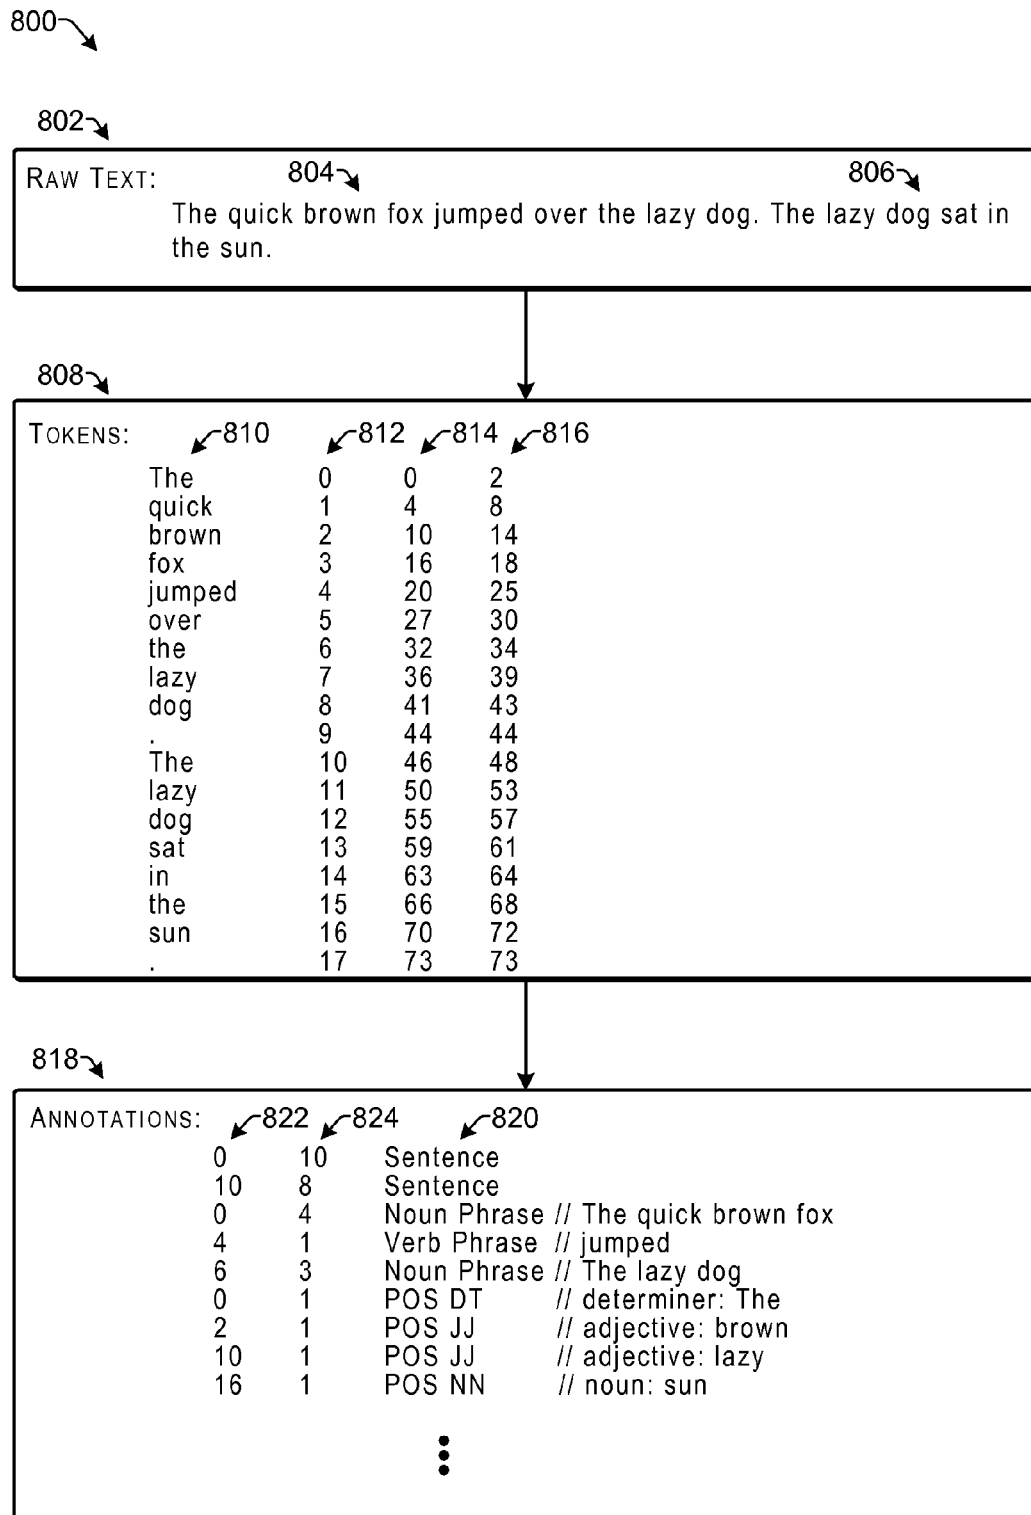 800
802
RAW TEXT: 804 806
The quick brown fox jumped over the lazy dog. The lazy dog sat in
the sun.
808
TOKENS: 810 812 814 816
The 0 0 2
quick 1 4 8
brown 2 10 14
fox 3 16 18
jumped 4 20 25
over 5 27 30
the 6 32 34
lazy 7 36 39
dog 8 41 43
. 9 44 44
The 10 46 48
lazy 11 50 53
dog 12 55 57
sat 13 59 61
in 14 63 64
the 15 66 68
sun 16 70 72
. 17 73 73
818
ANNOTATIONS: 822 824 820
0 10 Sentence
10 8 Sentence
0 4 Noun Phrase // The quick brown fox
4 1 Verb Phrase // jumped
6 3 Noun Phrase // The lazy dog
0 1 POS DT // determiner: The
2 1 POS JJ // adjective: brown
10 1 POS JJ // adjective: lazy
16 1 POS NN // noun: sun